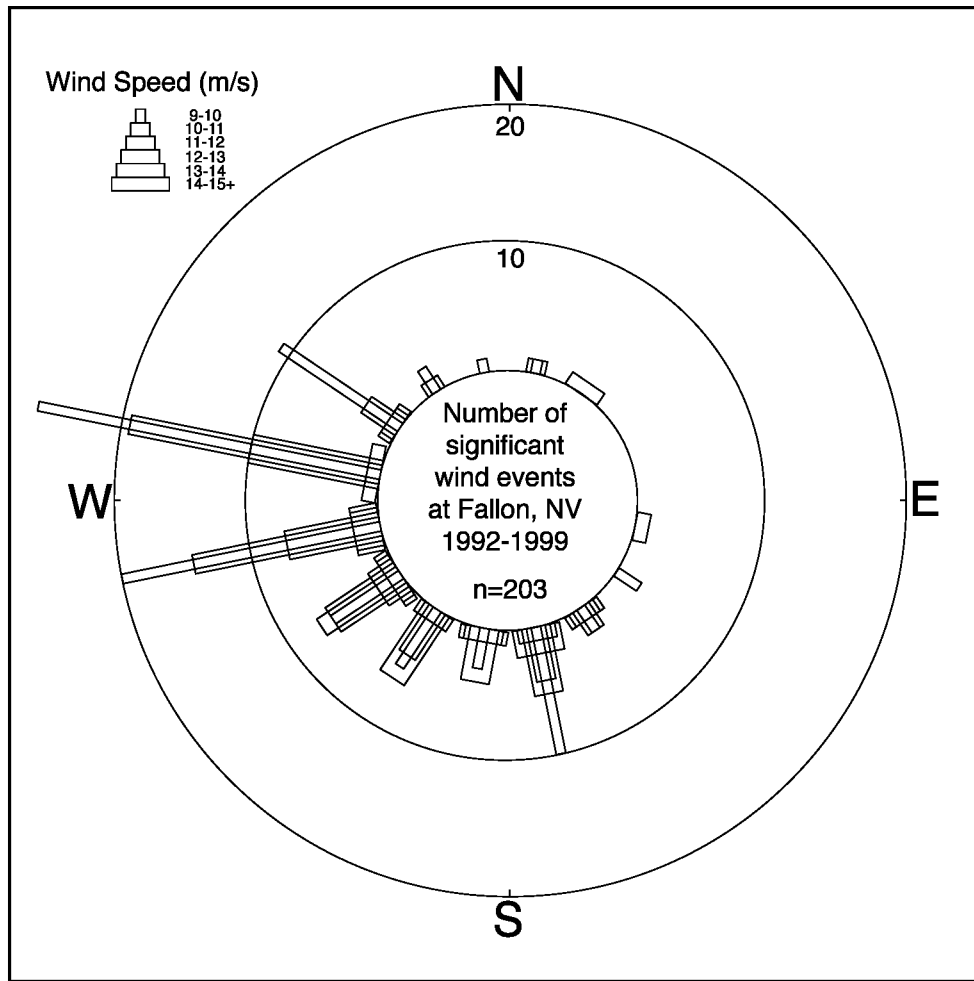 Wind Speed (m/s)
9-10
10-11
11-12
12-13
13-14
14-15+
N
20
10
W
E
Number of
significant
wind events
at Fallon, NV
1992-1999
n=203
S